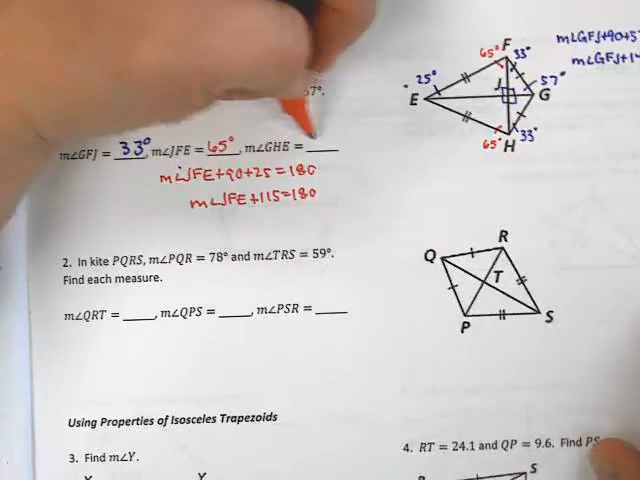 m∠GFJ+90+5
m∠GFJ+1
65° F 33°
25°
57°
57°.
E J G
65° H 33°
m∠GFJ = 33°, m∠JFE = 65°, m∠GHE = ____
m∠JFE+90+25=180
m∠JFE+115=180
2. In kite PQRS, m∠PQR = 78° and m∠TRS = 59°.
Find each measure.
m∠QRT = ____, m∠QPS = ____, m∠PSR = ____
R
Q
T
P S
Using Properties of Isosceles Trapezoids
3. Find m∠Y.
4. RT = 24.1 and QP = 9.6. Find PS
S